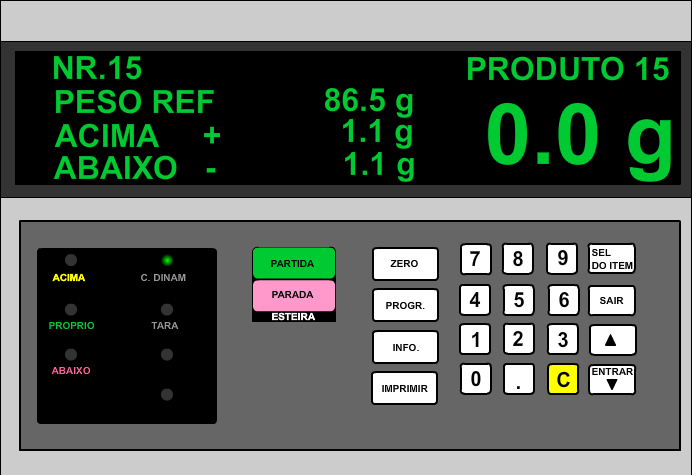 NR.15 PRODUTO 15
PESO REF 86.5 g
ACIMA + 1.1 g
ABAIXO - 1.1 g
0.0 g
ACIMA C. DINAM
PROPRIO TARA
ABAIXO
PARTIDA
PARADA
ESTEIRA
ZERO
PROGR.
INFO.
IMPRIMIR
7 8 9 SEL
DO ITEM
4 5 6 SAIR
1 2 3 ▲
0 . C ENTRAR
▼